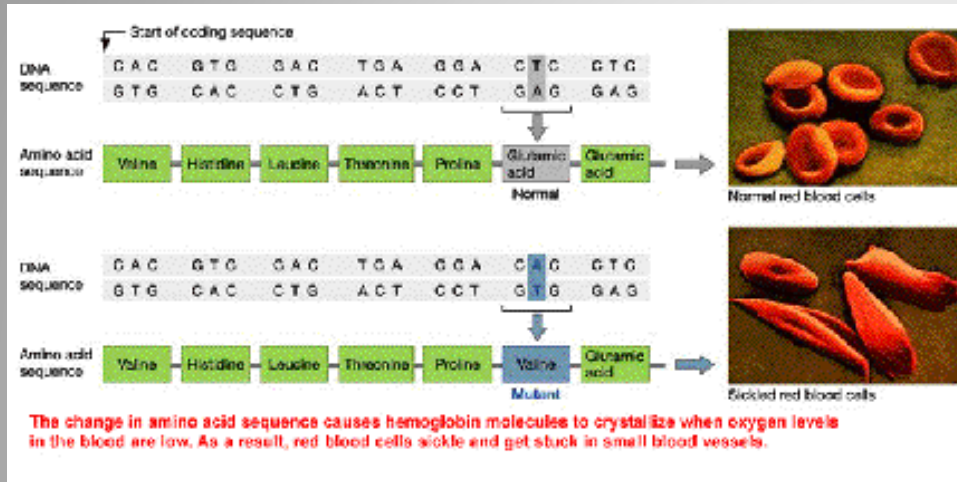 Start of coding sequence
DNA sequence
C A C G T G G A C T G A G G A C T C C T C
G T G C A C C T G A C T C C T G A G G A G
Amino acid sequence
Valine Histidine Leucine Threonine Proline Glutamic acid Glutamic acid
Normal
Normal red blood cells
DNA sequence
C A C G T G G A C T G A G G A C A C C T C
G T G C A C C T G A C T C C T G T G G A G
Amino acid sequence
Valine Histidine Leucine Threonine Proline Valine Glutamic acid
Mutant
Sickled red blood cells
The change in amino acid sequence causes hemoglobin molecules to crystallize when oxygen levels
in the blood are low. As a result, red blood cells sickle and get stuck in small blood vessels.